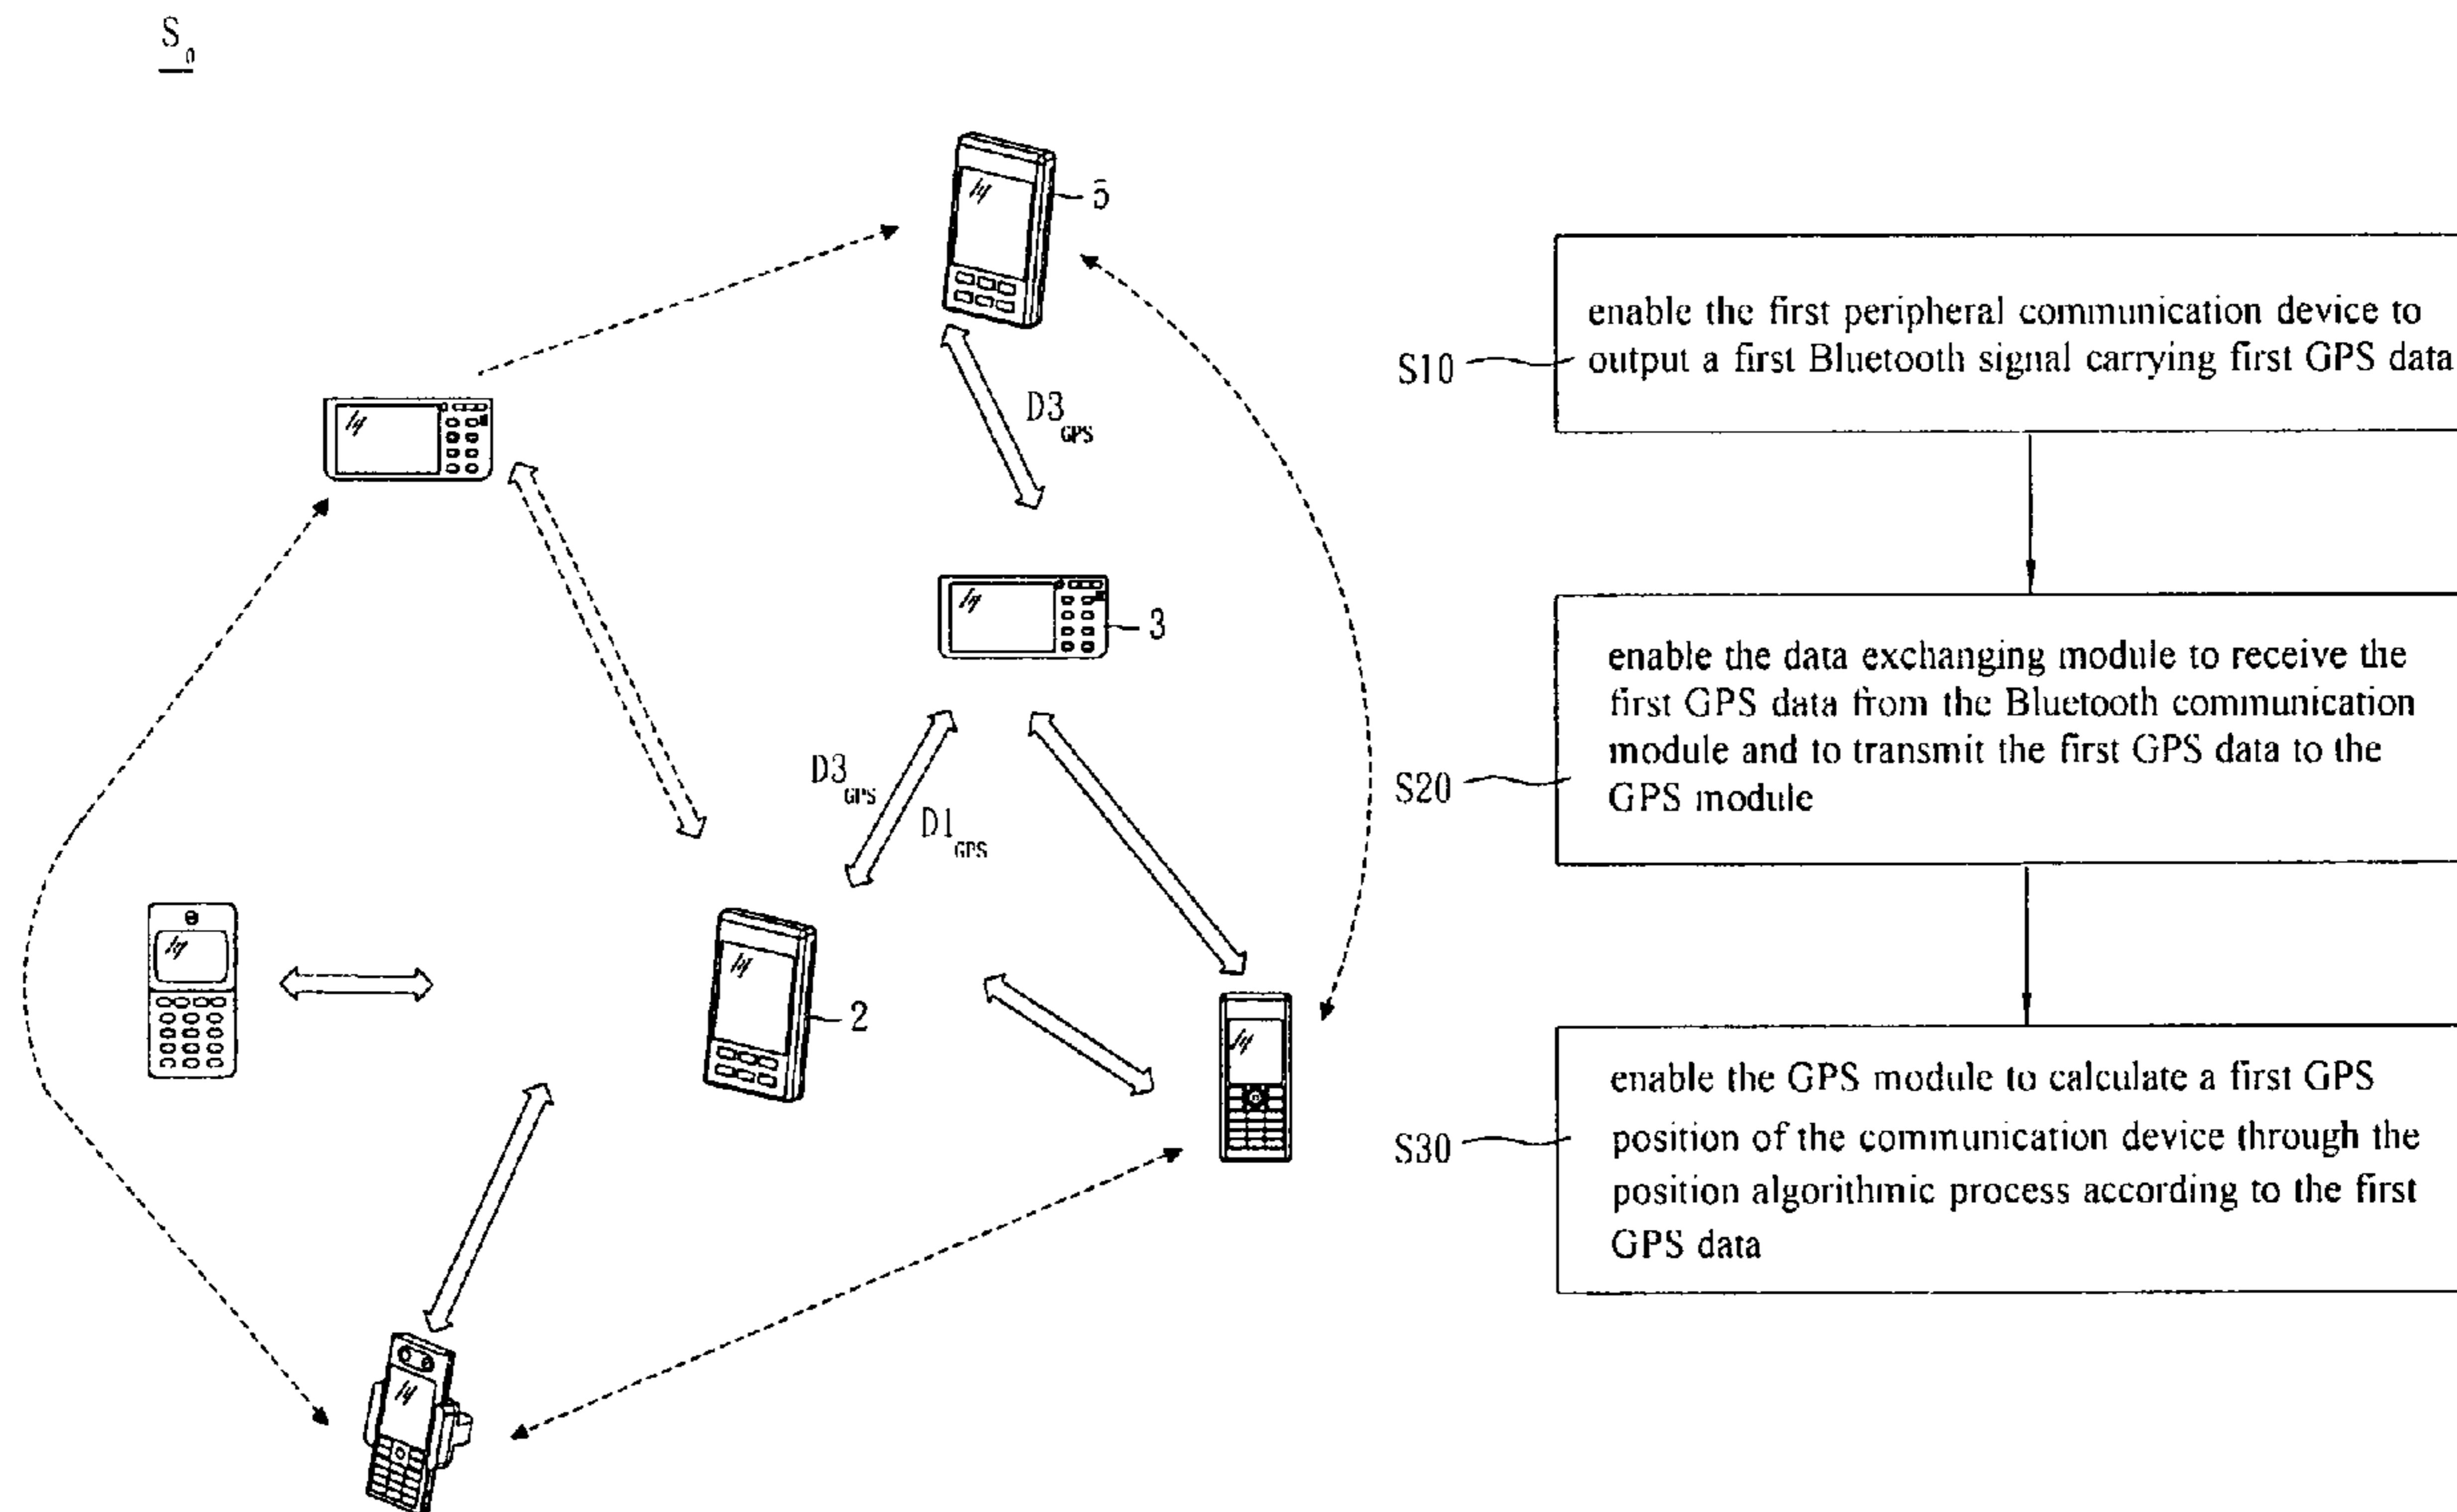 S0
5
D3GPS
3
D3GPS
D1GPS
2
S10
enable the first peripheral communication device to
output a first Bluetooth signal carrying first GPS data
S20
enable the data exchanging module to receive the
first GPS data from the Bluetooth communication
module and to transmit the first GPS data to the
GPS module
S30
enable the GPS module to calculate a first GPS
position of the communication device through the
position algorithmic process according to the first
GPS data